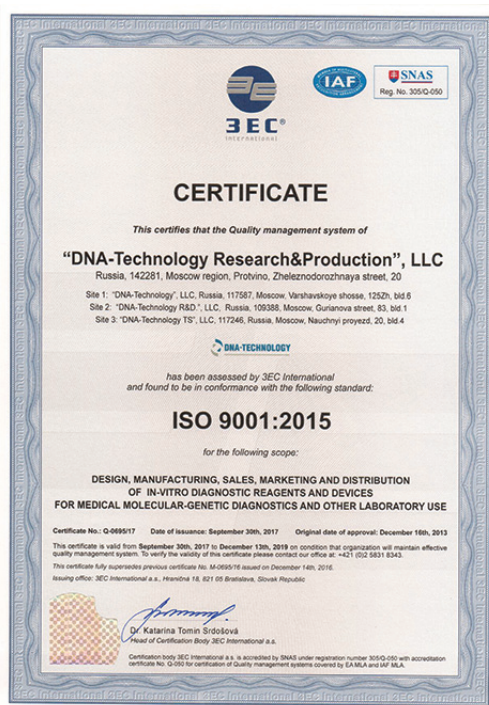 3EC International 3EC International 3EC International 3EC International
3EC®
International
IAF
SNAS
Reg. No. 305/Q-050
CERTIFICATE
This certifies that the Quality management system of
“DNA-Technology Research&Production”, LLC
Russia, 142281, Moscow region, Protvino, Zheleznodorozhnaya street, 20
Site 1: “DNA-Technology”, LLC, Russia, 117587, Moscow, Varshavskoye shosse, 125Zh, bld.6
Site 2: “DNA-Technology R&D.”, LLC, Russia, 109388, Moscow, Gurianova street, 83, bld.1
Site 3: “DNA-Technology TS”, LLC, 117246, Russia, Moscow, Nauchnyi proyezd, 20, bld.4
DNA-TECHNOLOGY
has been assessed by 3EC International
and found to be in conformance with the following standard:
ISO 9001:2015
for the following scope:
DESIGN, MANUFACTURING, SALES, MARKETING AND DISTRIBUTION
OF IN-VITRO DIAGNOSTIC REAGENTS AND DEVICES
FOR MEDICAL MOLECULAR-GENETIC DIAGNOSTICS AND OTHER LABORATORY USE
Certificate No.: Q-0695/17 Date of issuance: September 30th, 2017 Original date of approval: December 16th, 2013
This certificate is valid from September 30th, 2017 to December 13th, 2019 on condition that organization will maintain effective
quality management system. To verify the validity of this certificate please contact our office at: +421 (0)2 5831 8343.
This certificate fully supersedes previous certificate No. M-0695/16 issued on December 14th, 2016.
Issuing office: 3EC International a.s., Hraničná 18, 821 05 Bratislava, Slovak Republic
Dr. Katarina Tomin Srdošová
Head of Certification Body 3EC International a.s.
Certification body 3EC International a.s. is accredited by SNAS under registration number 305/Q-050 with accreditation
certificate No. Q-050 for certification of Quality management systems covered by EA MLA and IAF MLA.